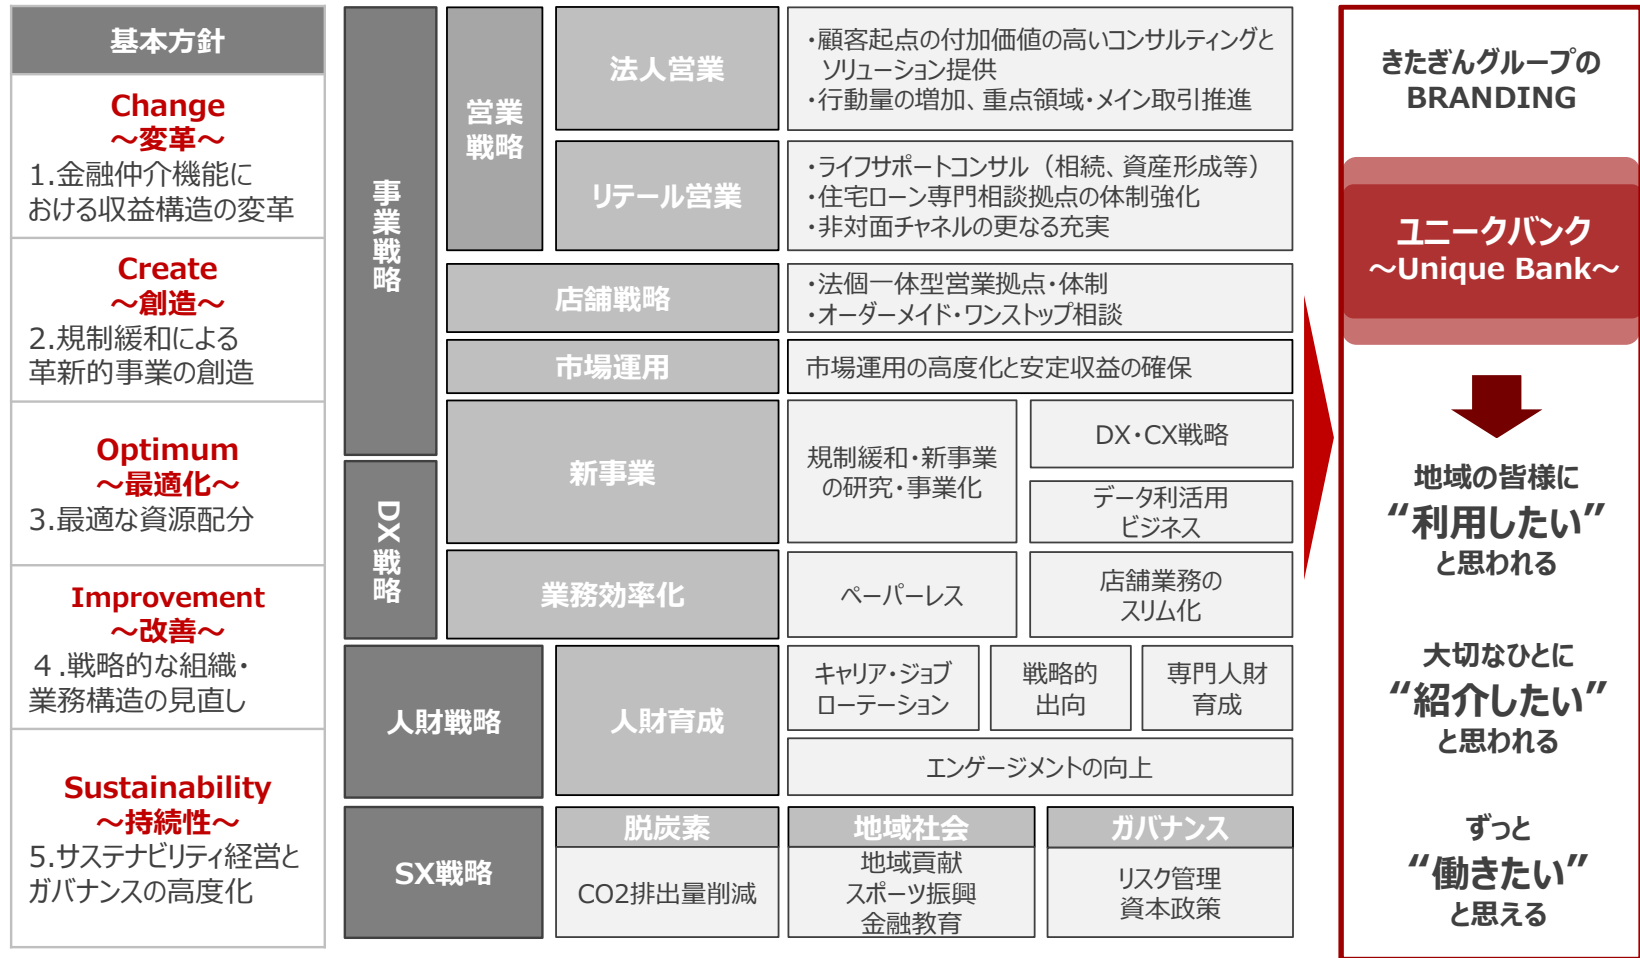 基本方針
Change
～変革～
1.金融仲介機能に
おける収益構造の変革
Create
～創造～
2.規制緩和による
革新的事業の創造
Optimum
～最適化～
3.最適な資源配分
Improvement
～改善～
４.戦略的な組織・
業務構造の見直し
Sustainability
～持続性～
5.サステナビリティ経営と
ガバナンスの高度化
事業戦略
営業
戦略
法人営業
・顧客起点の付加価値の高いコンサルティングと
ソリューション提供
・行動量の増加、重点領域・メイン取引推進
リテール営業
・ライフサポートコンサル（相続、資産形成等）
・住宅ローン専門相談拠点の体制強化
・非対面チャネルの更なる充実
店舗戦略
・法個一体型営業拠点・体制
・オーダーメイド・ワンストップ相談
市場運用
市場運用の高度化と安定収益の確保
DX戦略
新事業
規制緩和・新事業
の研究・事業化
DX・CX戦略
データ利活用
ビジネス
業務効率化
ペーパーレス
店舗業務の
スリム化
人財戦略
人財育成
キャリア・ジョブ
ローテーション
戦略的
出向
専門人財
育成
エンゲージメントの向上
SX戦略
脱炭素
CO2排出量削減
地域社会
地域貢献
スポーツ振興
金融教育
ガバナンス
リスク管理
資本政策
きたぎんグループの
BRANDING
ユニークバンク
～Unique Bank～
地域の皆様に
“利用したい”
と思われる
大切なひとに
“紹介したい”
と思われる
ずっと
“働きたい”
と思える